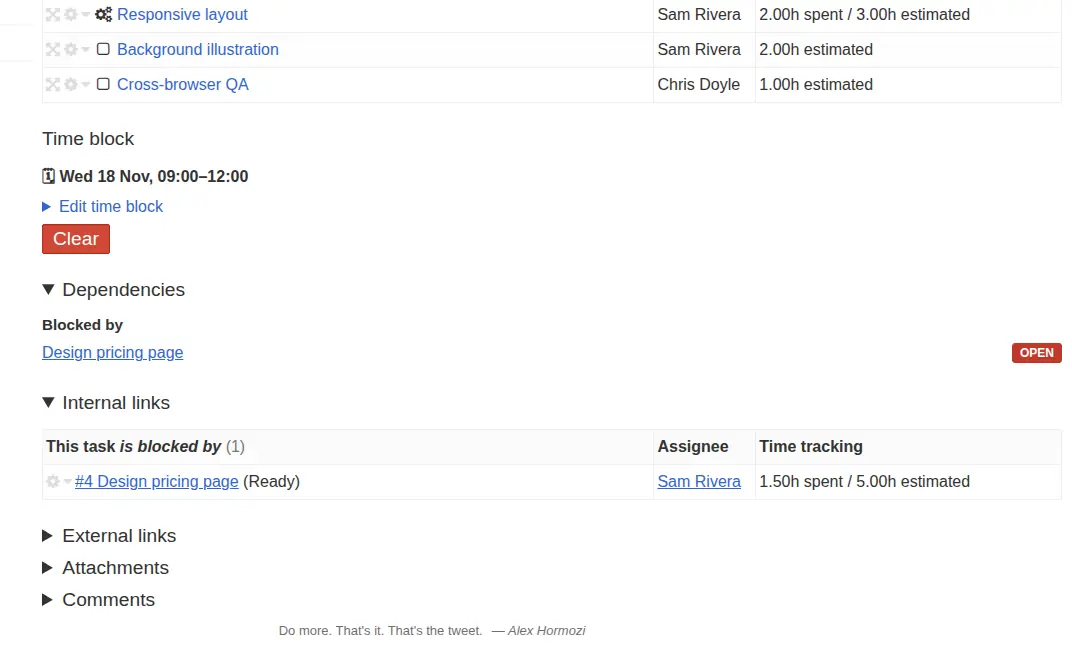 Responsive layout Sam Rivera 2.00h spent / 3.00h estimated
Background illustration Sam Rivera 2.00h estimated
Cross-browser QA Chris Doyle 1.00h estimated
Time block
Wed 18 Nov, 09:00–12:00
Edit time block
Clear
Dependencies
Blocked by
Design pricing page OPEN
Internal links
This task is blocked by (1) Assignee Time tracking
#4 Design pricing page (Ready) Sam Rivera 1.50h spent / 5.00h estimated
External links
Attachments
Comments
Do more. That's it. That's the tweet. — Alex Hormozi